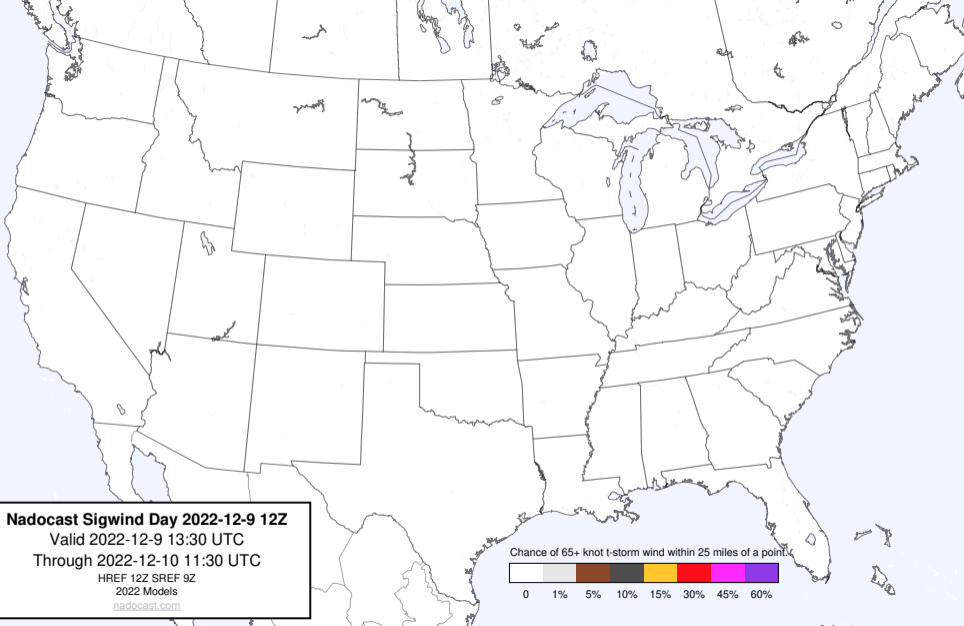 Nadocast Sigwind Day 2022-12-9 12Z
Valid 2022-12-9 13:30 UTC
Through 2022-12-10 11:30 UTC
HREF 12Z SREF 9Z
2022 Models
nadocast.com
Chance of 65+ knot t-storm wind within 25 miles of a point.
0 1% 5% 10% 15% 30% 45% 60%